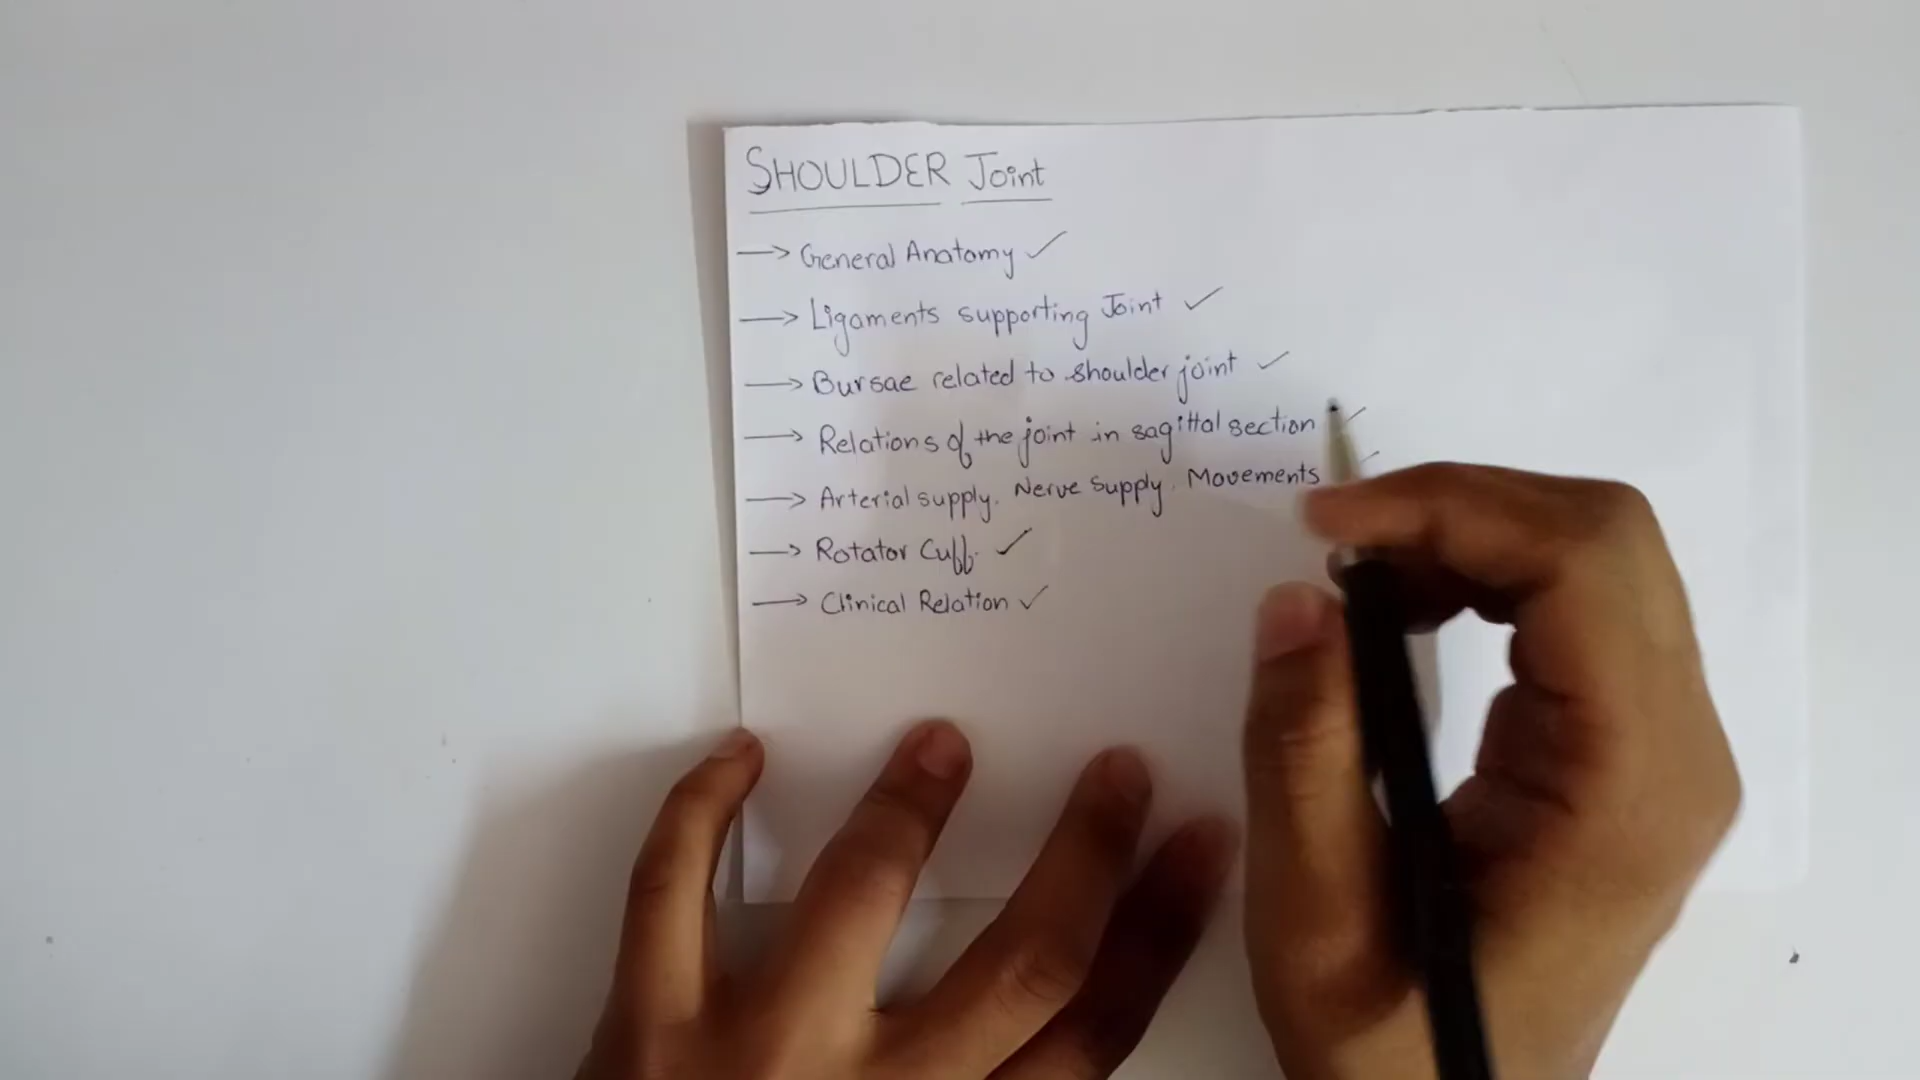 SHOULDER Joint
→ General Anatomy ✓
→ Ligaments supporting Joint ✓
→ Bursae related to shoulder joint ✓
→ Relations of the joint in sagittal section ✓
→ Arterial supply. Nerve supply. Movements ✓
→ Rotator Cuff. ✓
→ Clinical Relation ✓